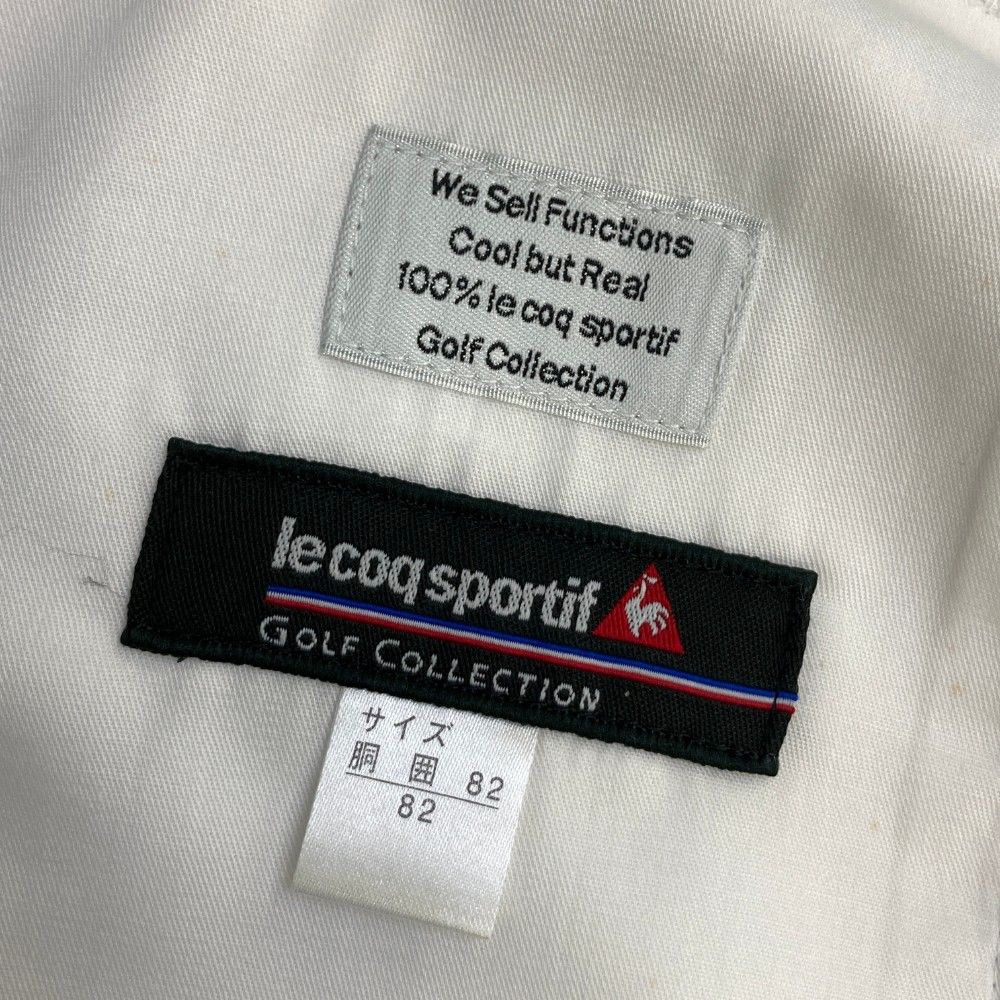 We Sell Functions
Cool but Real
100% le coq sportif
Golf Collection
le coq sportif
GOLF COLLECTION
サイズ
胴 囲 82
82